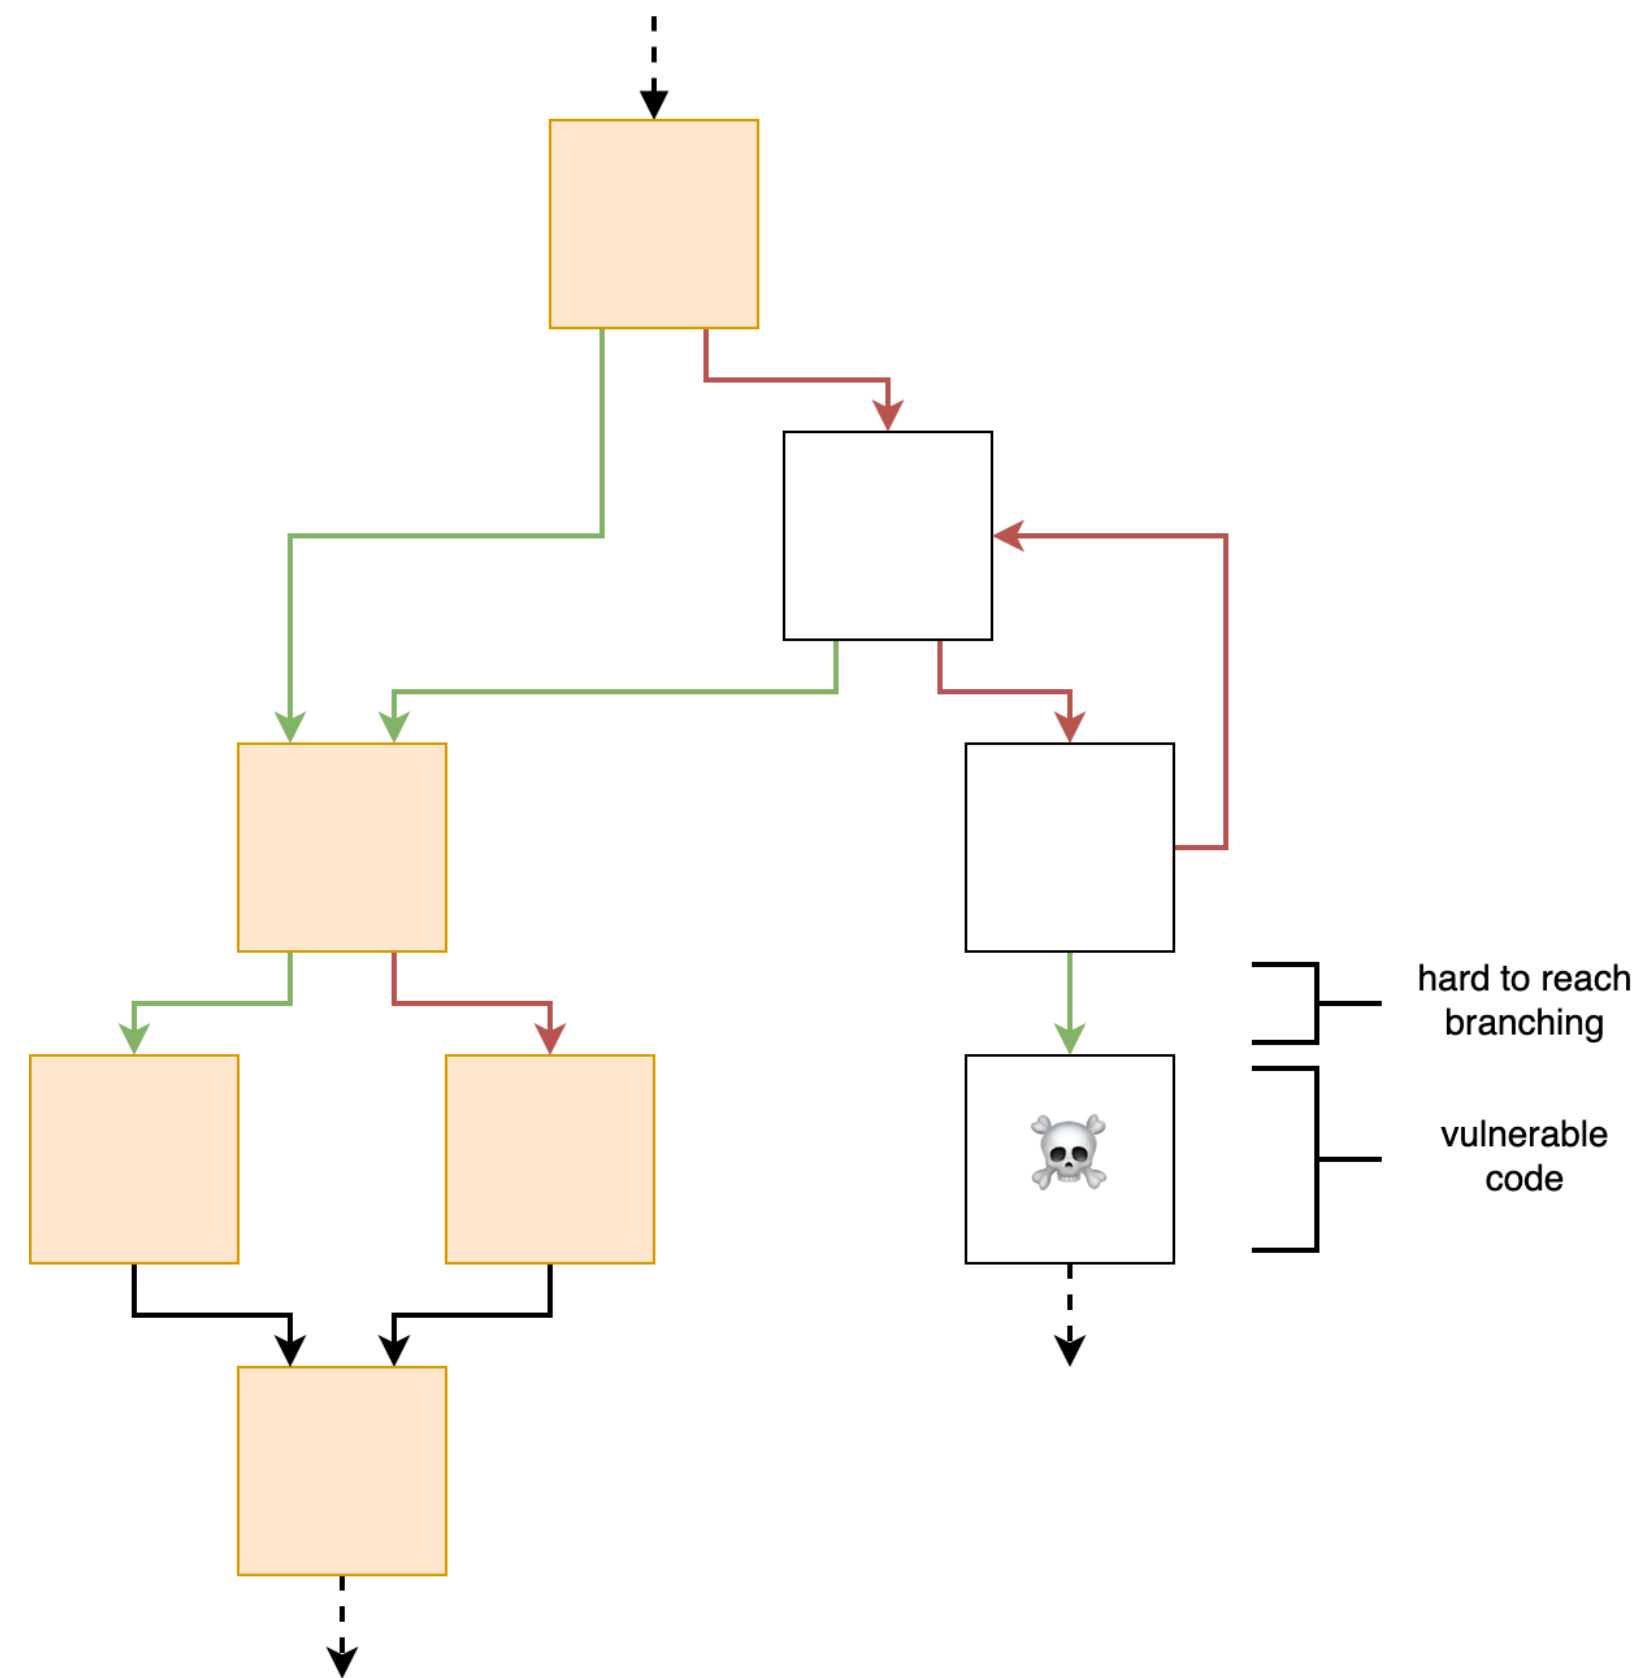 hard to reach
branching
vulnerable
code